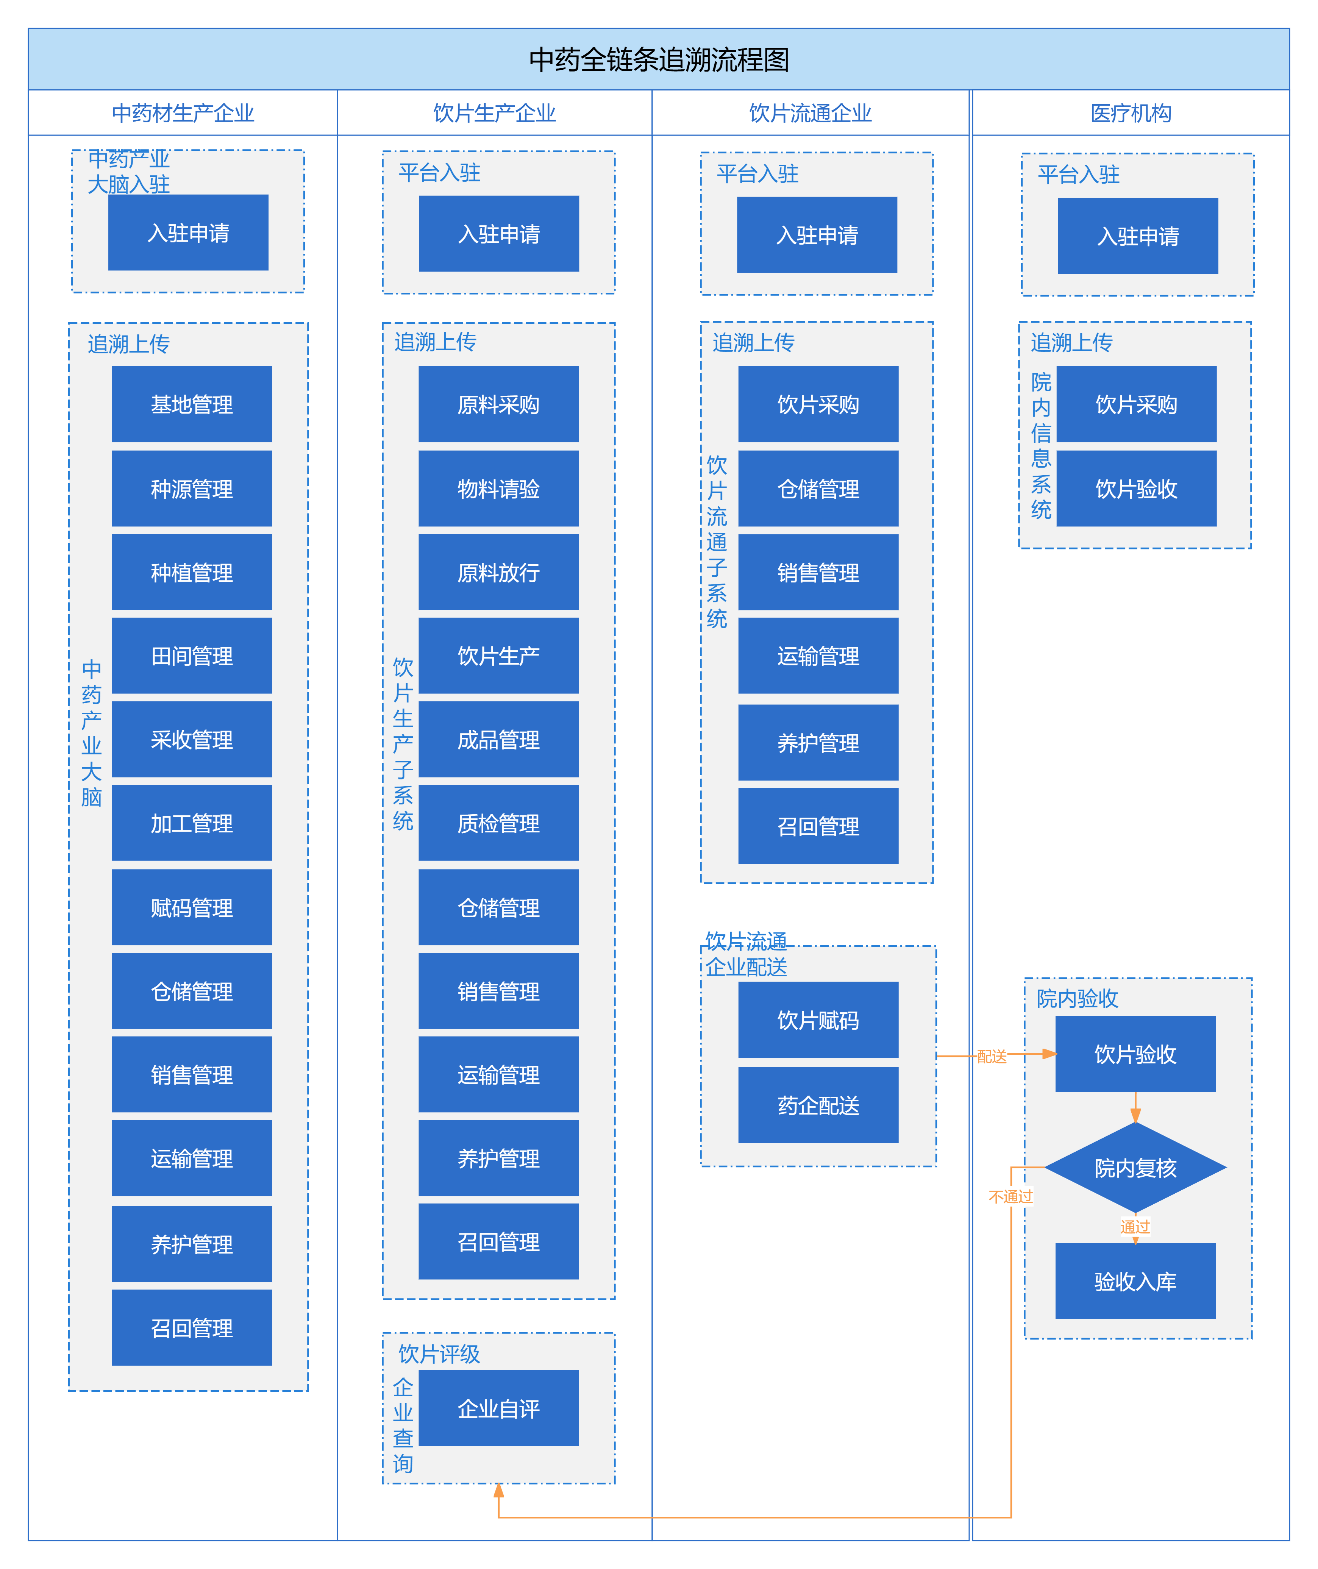 中药全链条追溯流程图
中药材生产企业
饮片生产企业
饮片流通企业
医疗机构
中药产业
大脑入驻
入驻申请
追溯上传
中药产业大脑
基地管理
种源管理
种植管理
田间管理
采收管理
加工管理
赋码管理
仓储管理
销售管理
运输管理
养护管理
召回管理
平台入驻
入驻申请
追溯上传
饮片生产子系统
原料采购
物料请验
原料放行
饮片生产
成品管理
质检管理
仓储管理
销售管理
运输管理
养护管理
召回管理
饮片评级
企业查询
企业自评
平台入驻
入驻申请
追溯上传
饮片流通子系统
饮片采购
仓储管理
销售管理
运输管理
养护管理
召回管理
饮片流通
企业配送
饮片赋码
药企配送
配送
平台入驻
入驻申请
追溯上传
院内信息系统
饮片采购
饮片验收
院内验收
饮片验收
院内复核
不通过
通过
验收入库